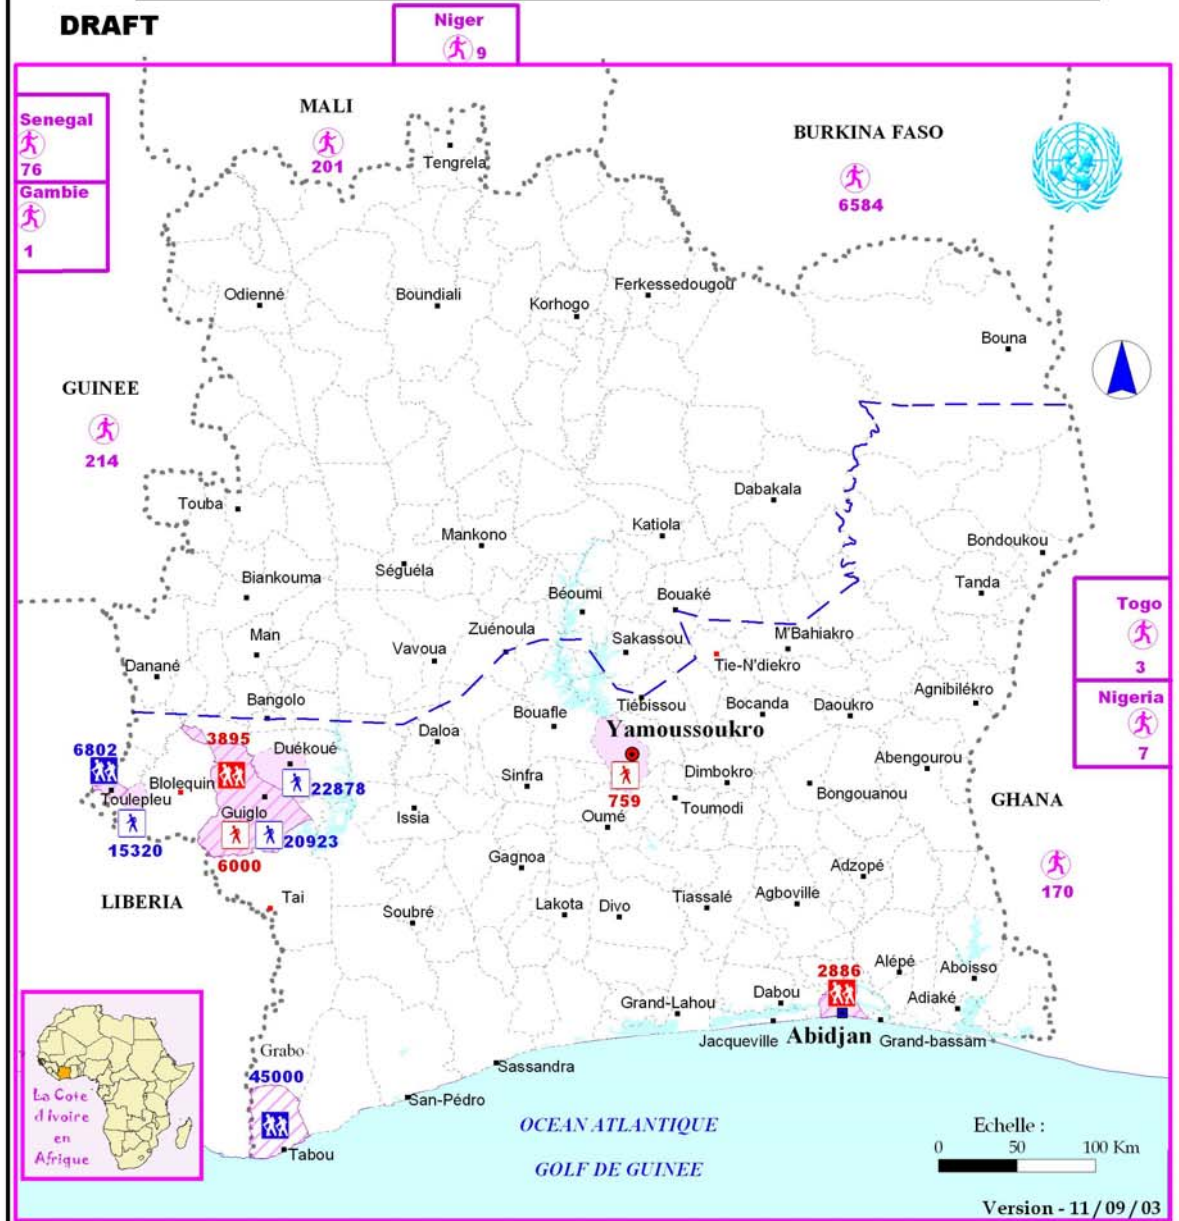 DRAFT
Niger
9
Senegal
76
Gambie
1
MALI
201
Tengrela
BURKINA FASO
6584
Odienné
Boundiali
Korhogo
Ferkessedougou
Bouna
GUINEE
214
Touba
Dabakala
Katiola
Mankono
Bondoukou
Séguéla
Biankouma
Tanda
Béoumi
Bouaké
Togo
3
Zuénoula
Man
Sakassou
M'Bahiakro
Vavoua
Tie-N'diekro
Danané
Nigeria
7
Agnibilékro
Bangolo
Tiébissou
Bocanda
Daoukro
Bouafle
Daloa
Yamoussoukro
3895
6802
Duékoué
Abengourou
Blolequin
22878
Sinfra
Dimbokro
Bongouanou
Toulepleu
759
Toumodi
GHANA
Guiglo
Issia
Oumé
15320
20923
6000
Gagnoa
Adzopé
170
LIBERIA
Tai
Soubré
Lakota
Divo
Tiassalé
Agboville
Alépé
Aboisso
2886
Grand-Lahou
Dabou
Adiaké
Jacqueville
Abidjan
Grand-bassam
Grabo
45000
Sassandra
San-Pédro
La Cote
d Ivoire
en
Afrique
OCEAN ATLANTIQUE
Echelle :
0 50 100 Km
Tabou
GOLF DE GUINEE
Version - 11 / 09 / 03